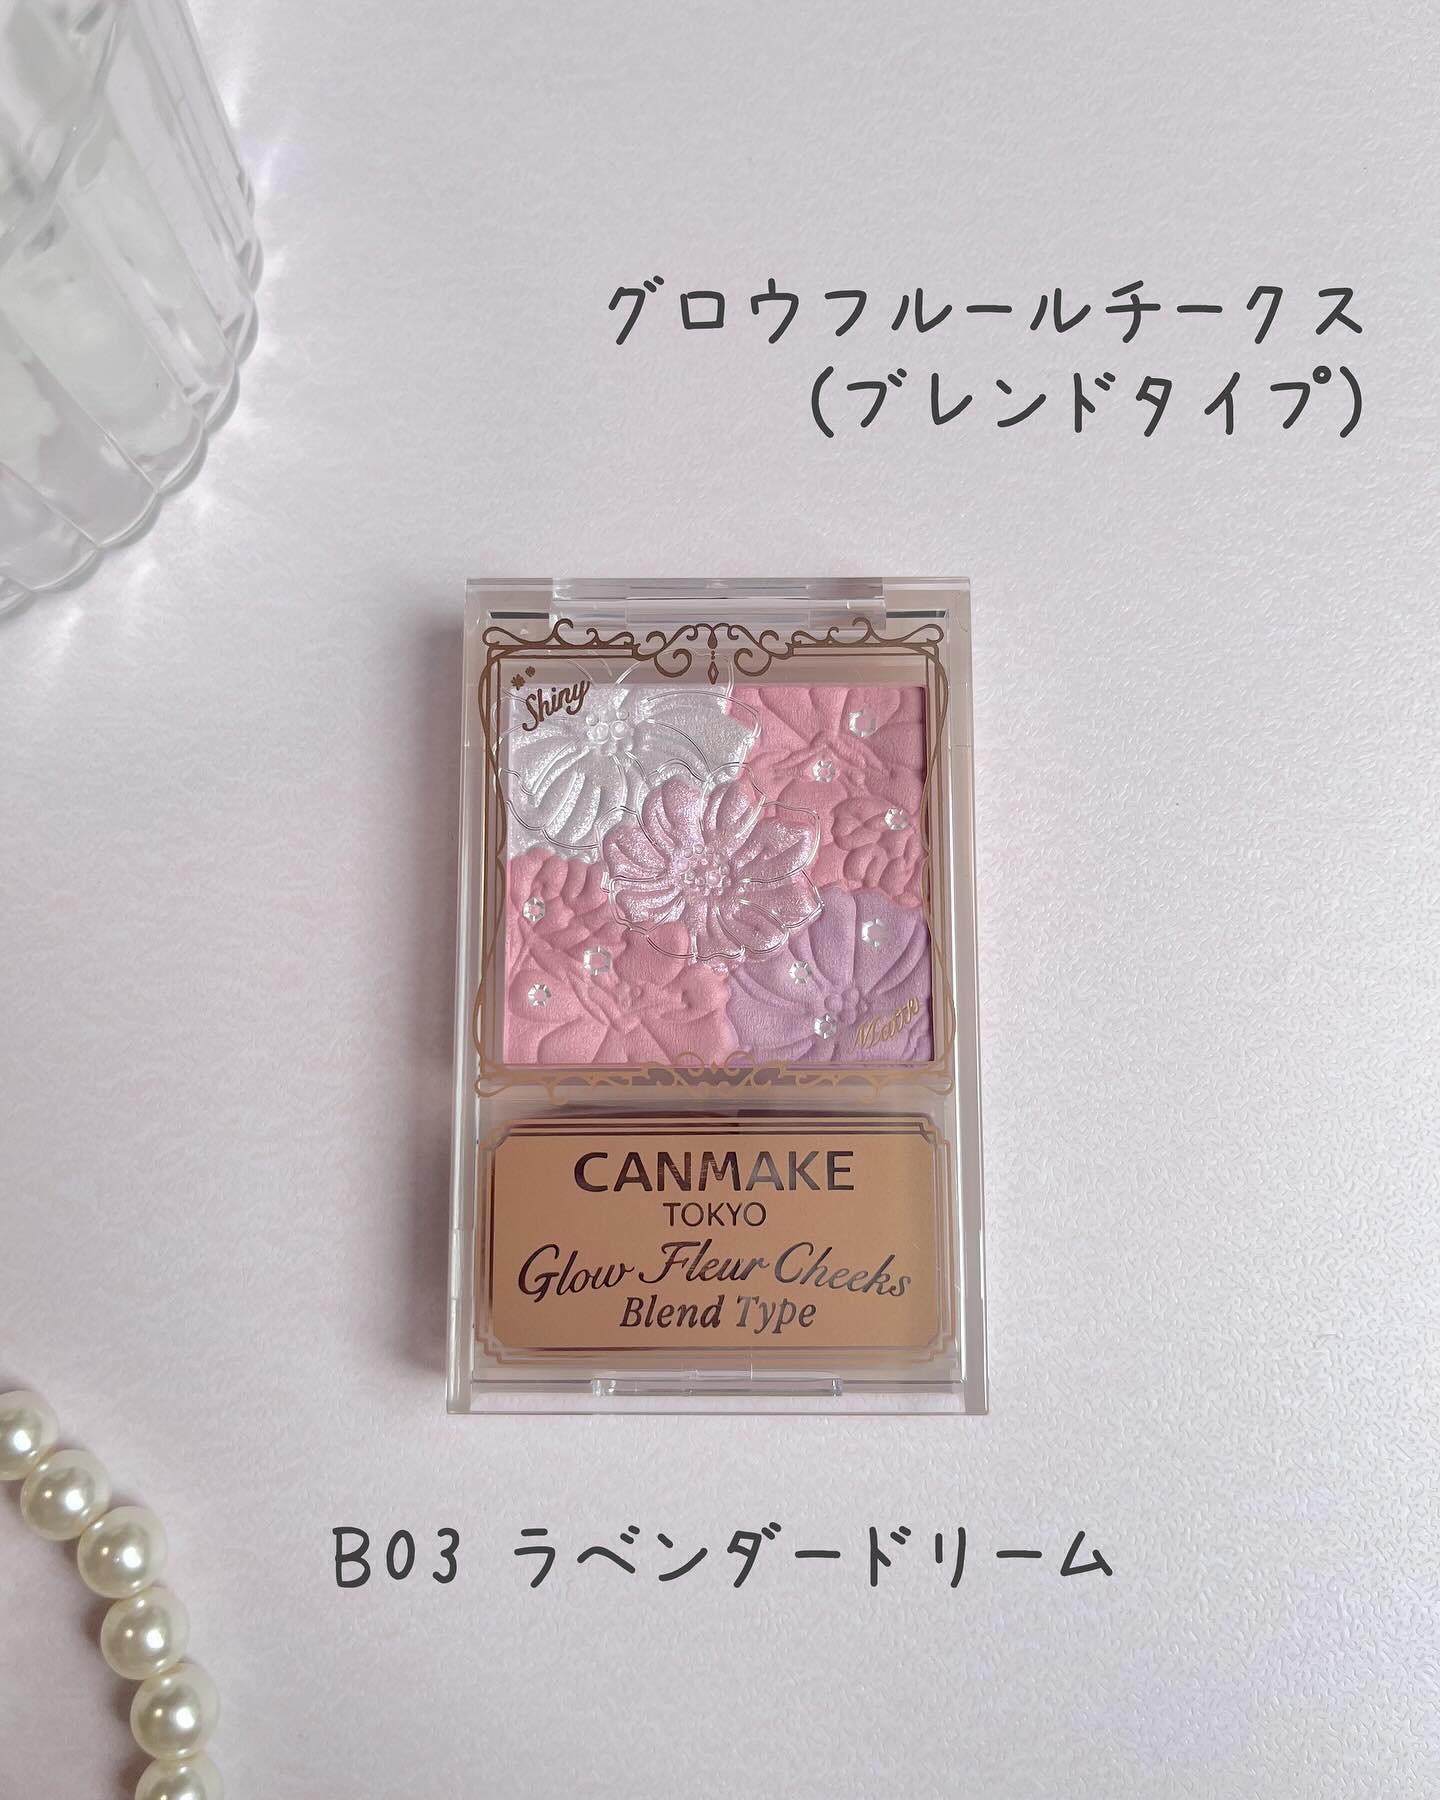 グロウフルールチークス
(ブレンドタイプ)
Shiny
Matte
CANMAKE
TOKYO
Glow Fleur Cheeks
Blend Type
B03 ラベンダードリーム